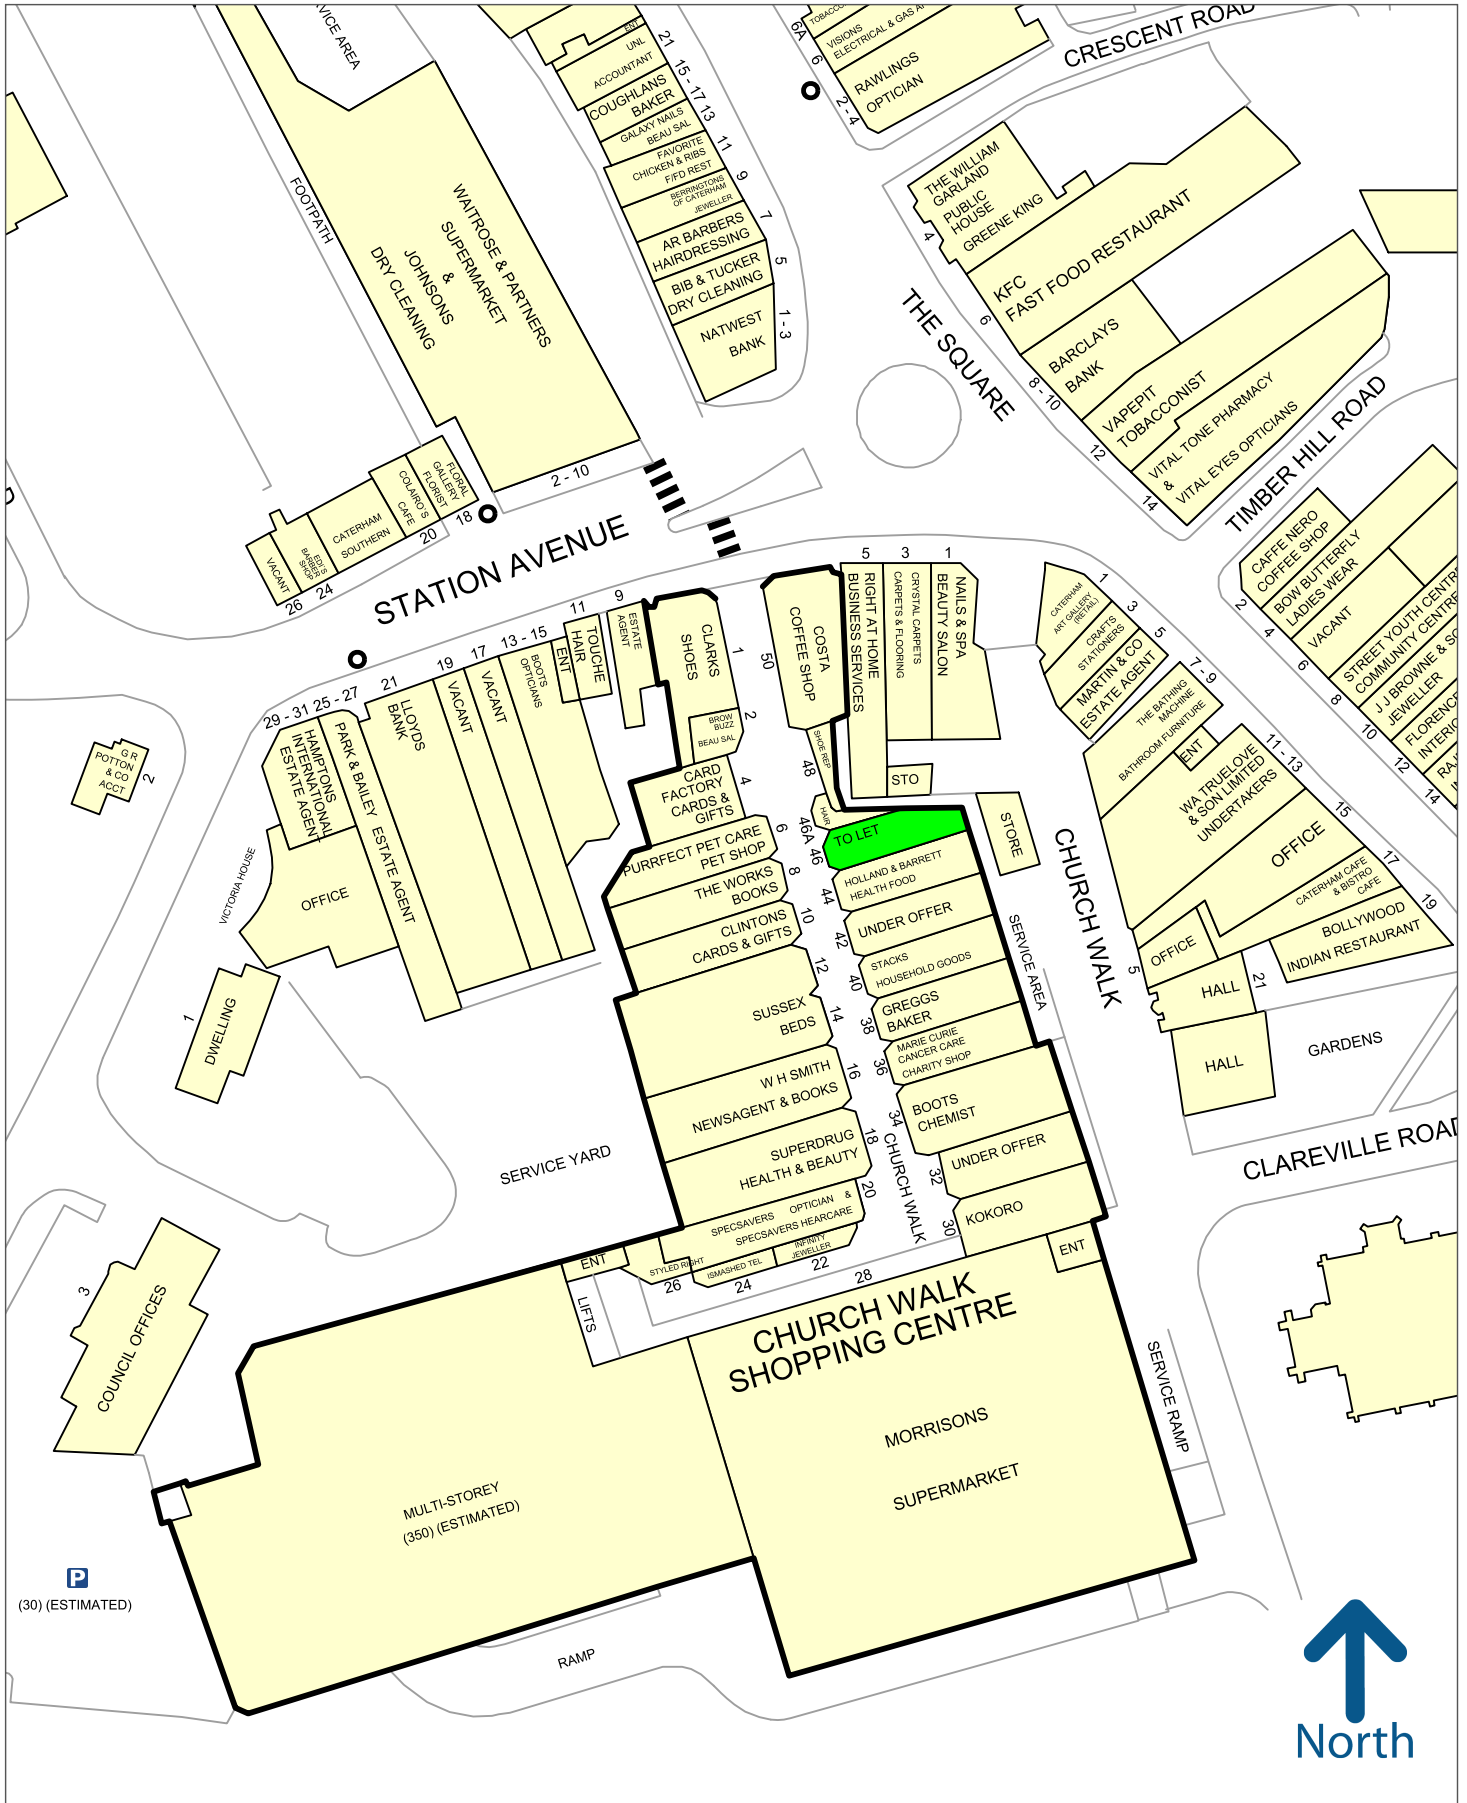 SERVICE AREA
FOOTPATH
WAITROSE & PARTNERS
SUPERMARKET
&
JOHNSONS
DRY CLEANING
2 - 10
ENT
21
UNL
ACCOUNTANT
15 - 17
COUGHLANS
BAKER
13
GALAXY NAILS
BEAU SAL
11
FAVORITE
CHICKEN & RIBS
F/FD REST
9
BERRINGTONS
OF CATERHAM
JEWELLER
7
AR BARBERS
HAIRDRESSING
5
BIB & TUCKER
DRY CLEANING
1 - 3
NATWEST
BANK
6A
VISIONS
ELECTRICAL & GAS
6
RAWLINGS
OPTICIAN
2 - 4
CRESCENT ROAD
THE WILLIAM
GARLAND
PUBLIC
HOUSE
GREENE KING
4
KFC
FAST FOOD RESTAURANT
6
BARCLAYS
BANK
8 - 10
VAPEPIT
TOBACCONIST
12
VITAL TONE PHARMACY
&
VITAL EYES OPTICIANS
14
THE SQUARE
TIMBER HILL ROAD
CAFFE NERO
COFFEE SHOP
2
BOW BUTTERFLY
LADIES WEAR
4
VACANT
6
STREET YOUTH CENTRE
COMMUNITY CENTRE
8
J J BROWNE & SO
JEWELLER
10
FLORENC
INTERIO
12
14
VACANT
EDI'S
BARBER
SHOP
CATERHAM
SOUTHERN
COLAIRO'S
CAFE
FLORAL
GALLERY
FLORIST
26
24
20
18
STATION AVENUE
29 - 31
25 - 27
21
19
17
13 - 15
11
9
HAMPTONS
INTERNATIONAL
ESTATE AGENT
PARK & BAILEY ESTATE AGENT
LLOYDS
BANK
VACANT
VACANT
BOOTS
OPTICIANS
ENT
TOUCHE
HAIR
ESTATE
AGENT
OFFICE
VICTORIA HOUSE
G R
POTTON
& CO
ACCT
2
DWELLING
1
COUNCIL OFFICES
3
SERVICE YARD
CLARKS
SHOES
1
BROW
BUZZ
BEAU SAL
2
CARD
FACTORY
CARDS &
GIFTS
4
PURRFECT PET CARE
PET SHOP
6
THE WORKS
BOOKS
8
CLINTONS
CARDS & GIFTS
10
SUSSEX
BEDS
12
14
W H SMITH
NEWSAGENT & BOOKS
16
SUPERDRUG
HEALTH & BEAUTY
18
SPECSAVERS OPTICIAN &
SPECSAVERS HEARCARE
20
INFINITY
JEWELLER
22
ISMASHED TEL
24
STYLED RIGHT
26
ENT
LIFTS
28
COSTA
COFFEE SHOP
50
SHOE REP
48
HAIR
46A
TO LET
46
HOLLAND & BARRETT
HEALTH FOOD
44
UNDER OFFER
42
STACKS
HOUSEHOLD GOODS
40
GREGGS
BAKER
38
MARIE CURIE
CANCER CARE
CHARITY SHOP
36
BOOTS
CHEMIST
34
UNDER OFFER
32
KOKORO
30
ENT
CHURCH WALK
5
3
1
RIGHT AT HOME
BUSINESS SERVICES
CRYSTAL CARPETS
CARPETS & FLOORING
NAILS & SPA
BEAUTY SALON
STO
STORE
SERVICE AREA
CHURCH WALK
CATERHAM
ART GALLERY
(RETAIL)
1
CRAFTS
STATIONERS
3
MARTIN & CO
ESTATE AGENT
5
THE BATHING
MACHINE
BATHROOM FURNITURE
7 - 9
ENT
WA TRUELOVE
& SON LIMITED
UNDERTAKERS
11 - 13
OFFICE
15
CATERHAM CAFE
& BISTRO
CAFE
17
BOLLYWOOD
INDIAN RESTAURANT
19
OFFICE
5
HALL
21
HALL
GARDENS
CLAREVILLE ROAD
CHURCH WALK
SHOPPING CENTRE
MORRISONS
SUPERMARKET
SERVICE RAMP
MULTI-STOREY
(350) (ESTIMATED)
P
(30) (ESTIMATED)
RAMP
North